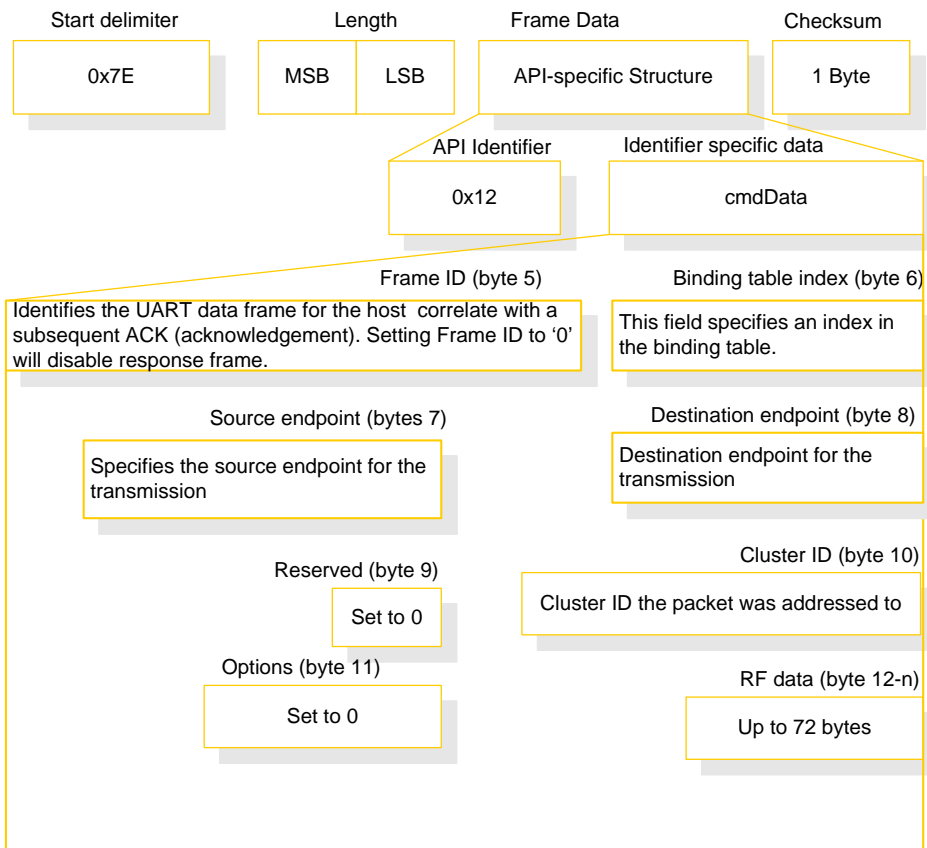 Start delimiter
Length
Frame Data
Checksum
0x7E
MSB
LSB
API-specific Structure
1 Byte
API Identifier
Identifier specific data
0x12
cmdData
Frame ID (byte 5)
Binding table index (byte 6)
Identifies the UART data frame for the host  correlate with a
subsequent ACK (acknowledgement). Setting Frame ID to ‘0’
will disable response frame.
This field specifies an index in
the binding table.
Source endpoint (bytes 7)
Destination endpoint (byte 8)
Specifies the source endpoint for the
transmission
Destination endpoint for the
transmission
Reserved (byte 9)
Cluster ID (byte 10)
Set to 0
Cluster ID the packet was addressed to
Options (byte 11)
RF data (byte 12-n)
Set to 0
Up to 72 bytes